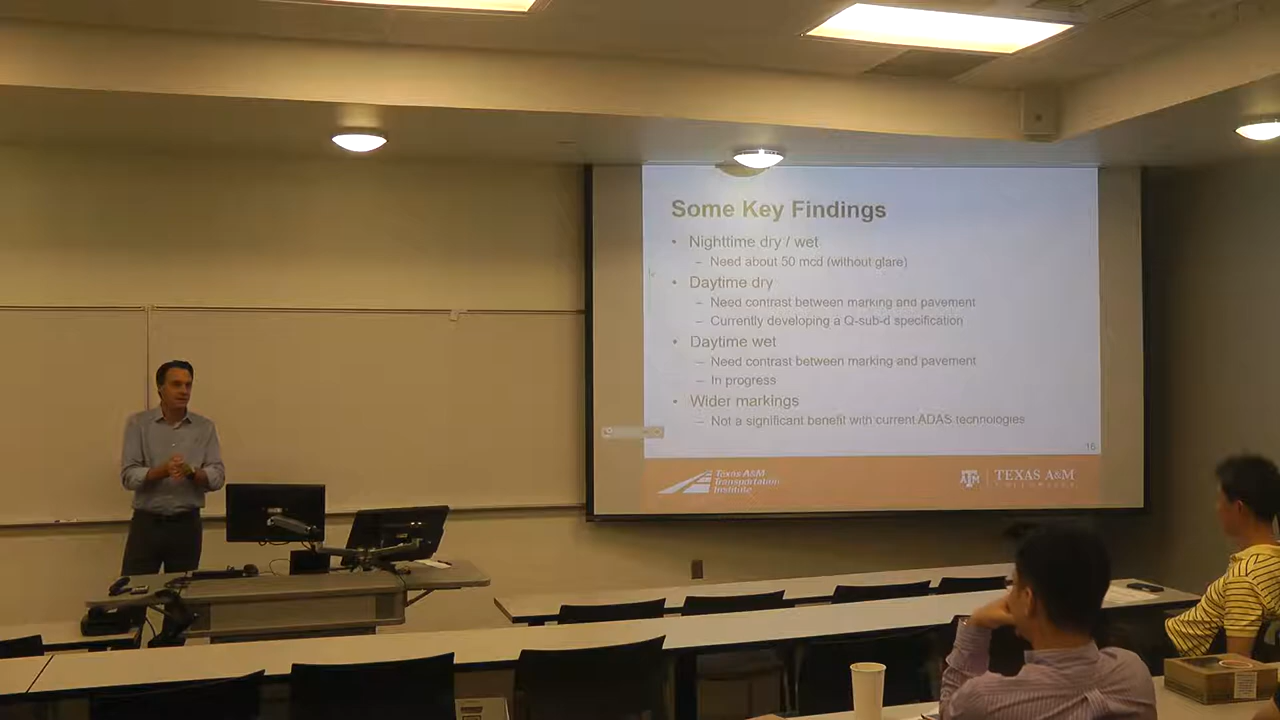 Some Key Findings
• Nighttime dry / wet
– Need about 50 mcd (without glare)
• Daytime dry
– Need contrast between marking and pavement
– Currently developing a Q-sub-d specification
• Daytime wet
– Need contrast between marking and pavement
– In progress
• Wider markings
– Not a significant benefit with current ADAS technologies
16
Texas A&M
Transportation
Institute
ATM
TEXAS A&M